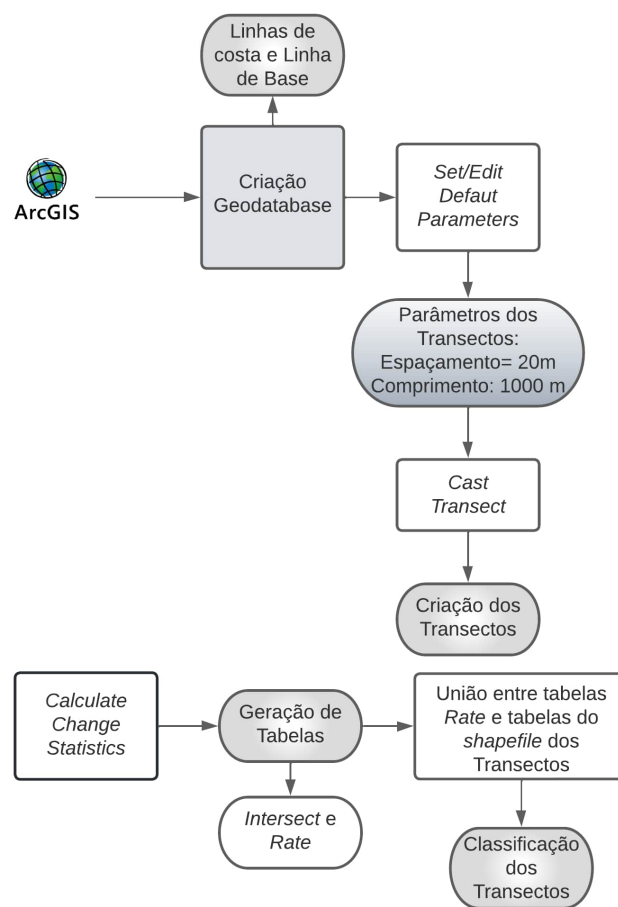 Linhas de
costa e Linha
de Base
ArcGIS
Criação
Geodatabase
Set/Edit
Defaut
Parameters
Parâmetros dos
Transectos:
Espaçamento= 20m
Comprimento: 1000 m
Cast
Transect
Criação dos
Transectos
Calculate
Change
Statistics
Geração de
Tabelas
Intersect e
Rate
União entre tabelas
Rate e tabelas do
shapefile dos
Transectos
Classificação
dos
Transectos